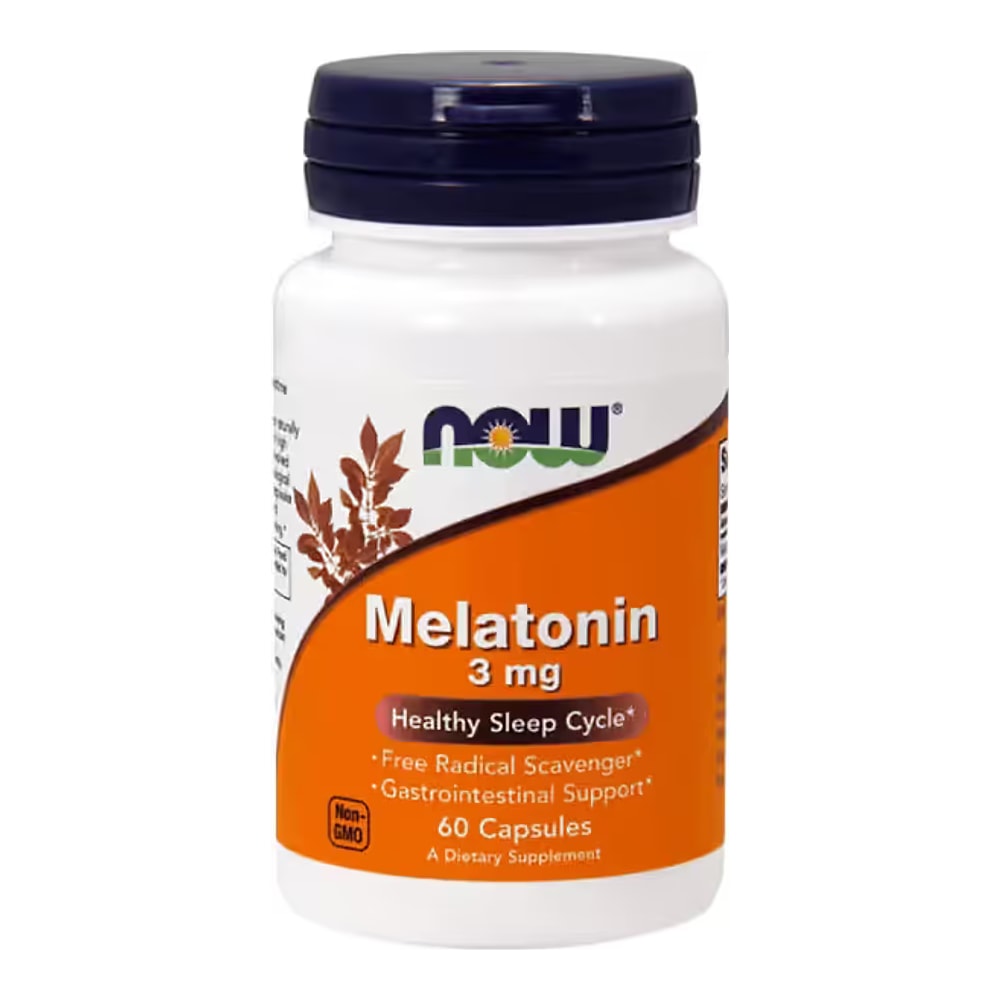 NOW®
Melatonin
3 mg
Healthy Sleep Cycle*
• Free Radical Scavenger*
• Gastrointestinal Support*
60 Capsules
A Dietary Supplement
Non-
GMO